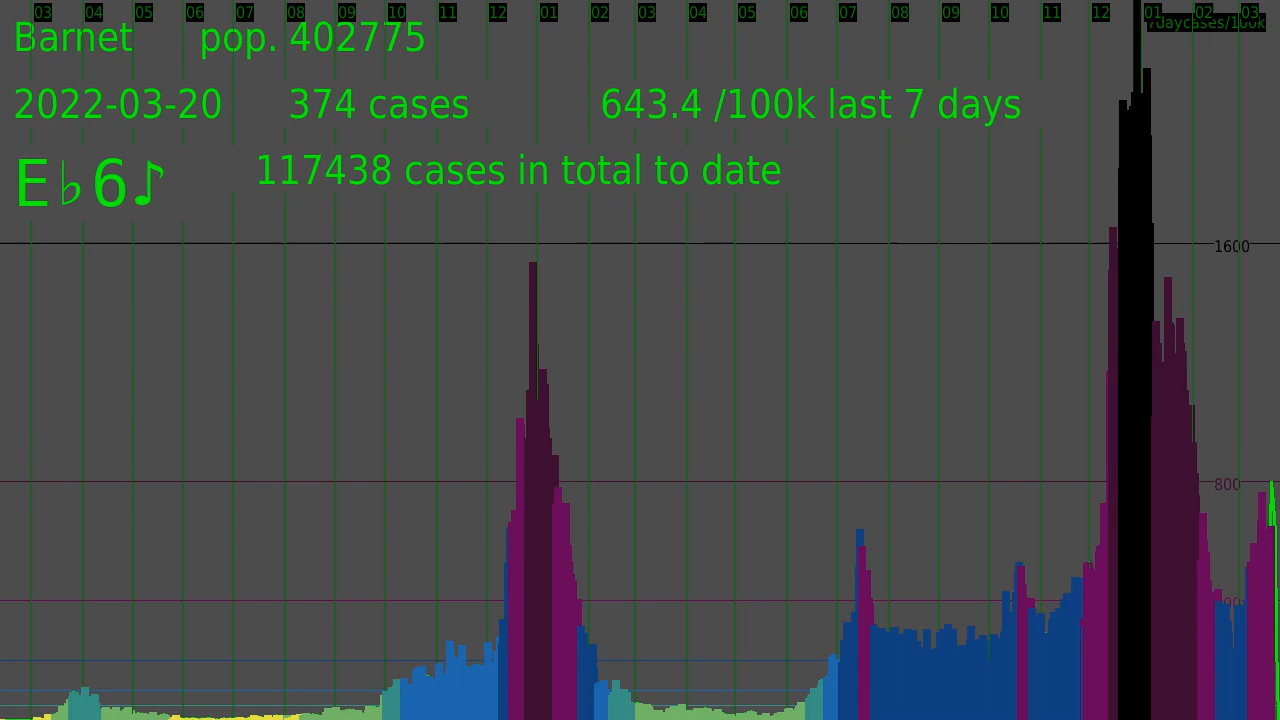 03 04 05 06 07 08 09 10 11 12 01 02 03 04 05 06 07 08 09 10 11 12 01 02 03
7daycases/100k
Barnet pop. 402775
2022-03-20 374 cases 643.4 /100k last 7 days
E♭6♪ 117438 cases in total to date
1600
800